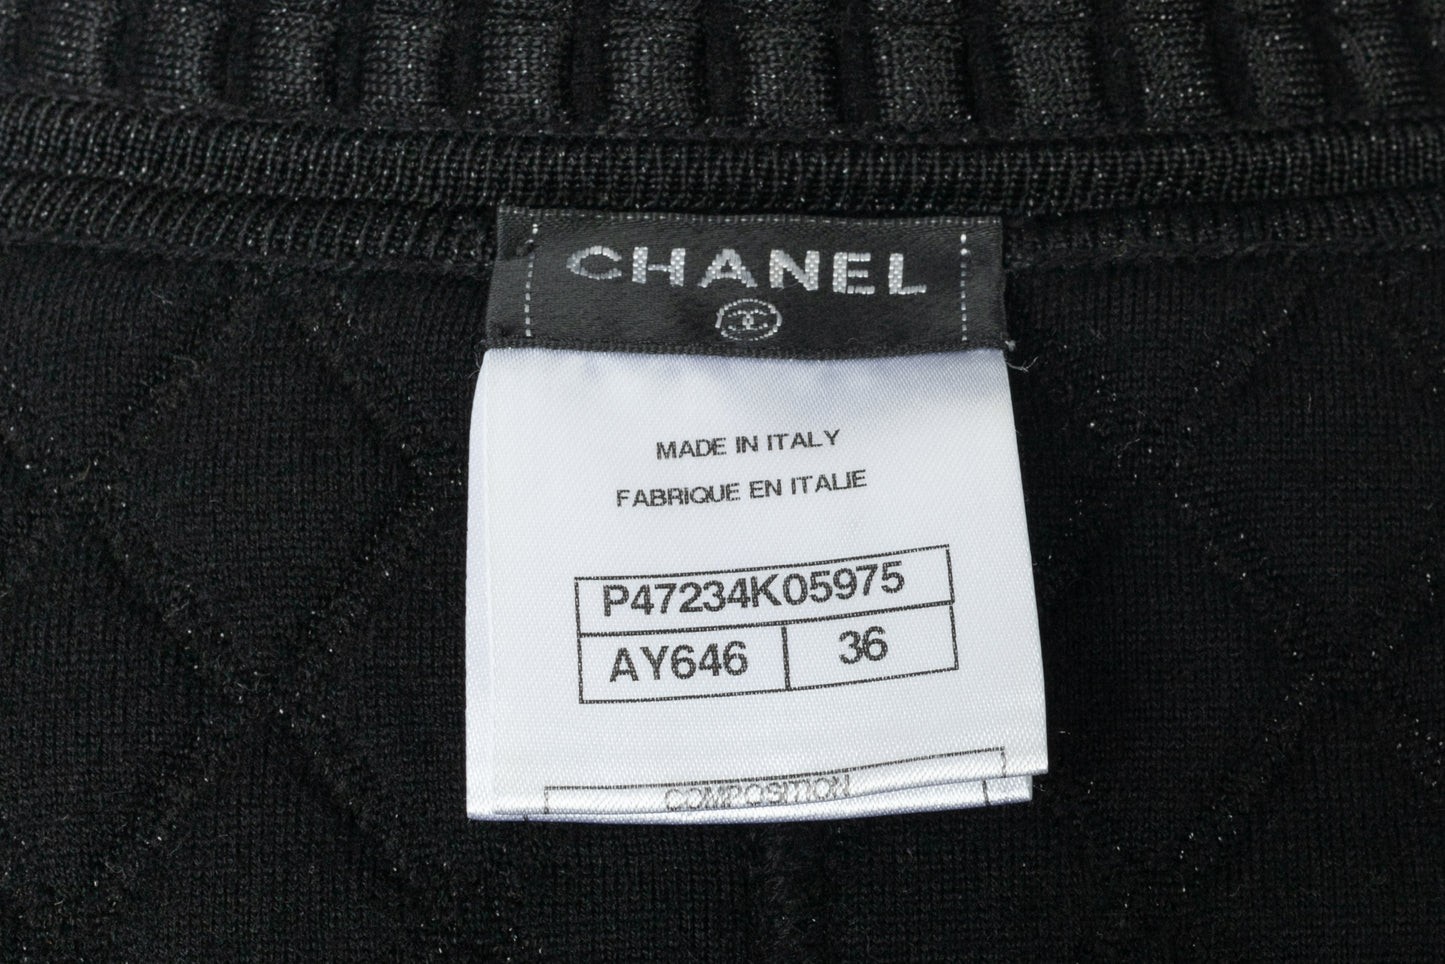 CHANEL
MADE IN ITALY
FABRIQUE EN ITALIE
P47234K05975
AY646 36
COMPOSITION